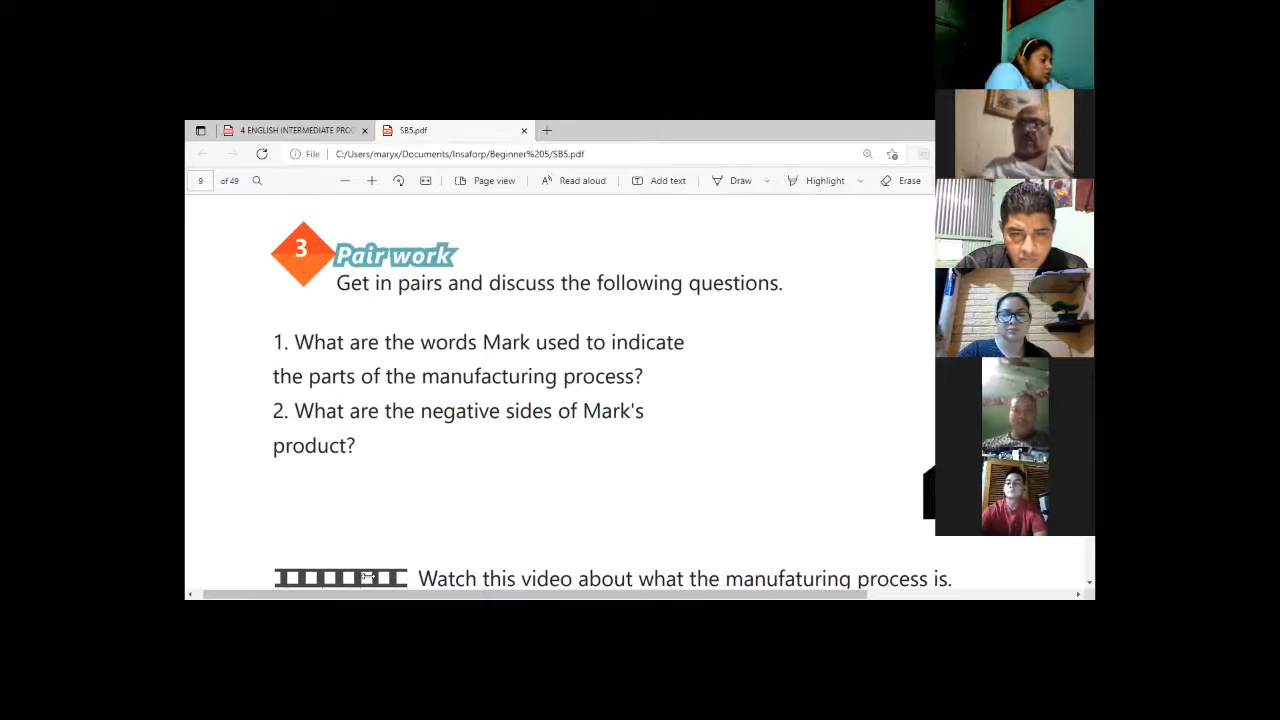 4 ENGLISH INTERMEDIATE PRO
SB5.pdf
File
C:/Users/maryx/Documents/Insaforp/Beginner%205/SB5.pdf
9 of 49
Page view
Read aloud
Add text
Draw
Highlight
Erase
3
Pair work
Get in pairs and discuss the following questions.
1. What are the words Mark used to indicate
the parts of the manufacturing process?
2. What are the negative sides of Mark's
product?
Watch this video about what the manufaturing process is.